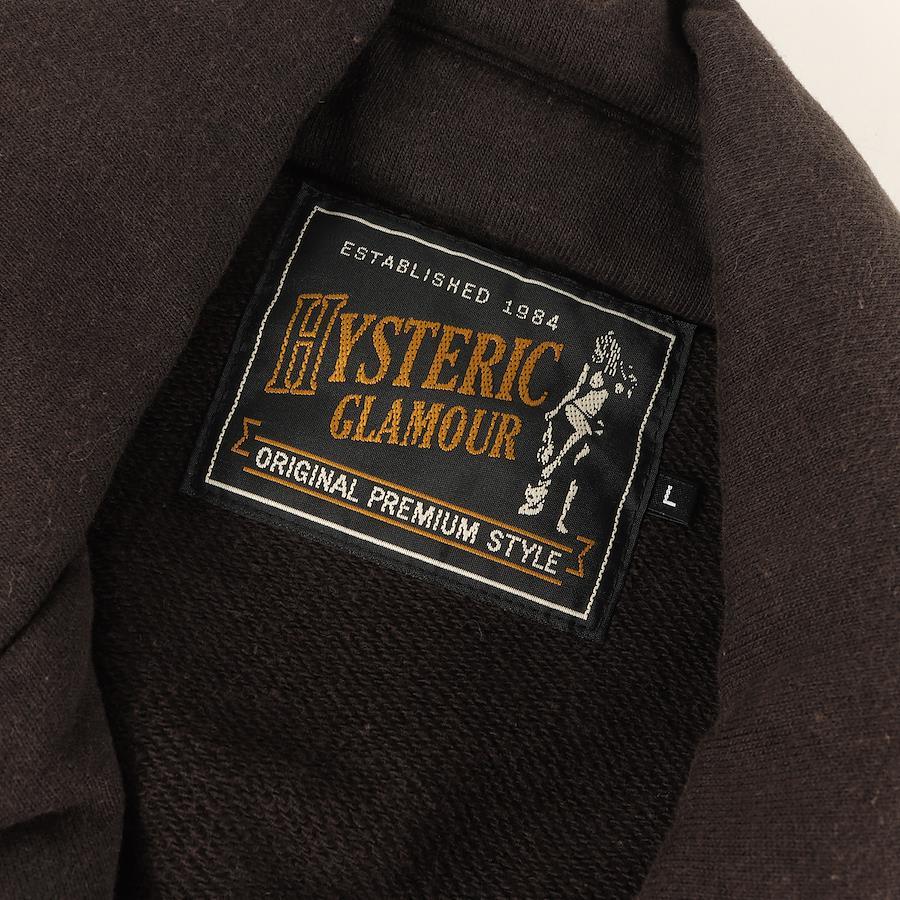 ESTABLISHED 1984
HYSTERIC
GLAMOUR
ORIGINAL PREMIUM STYLE
L